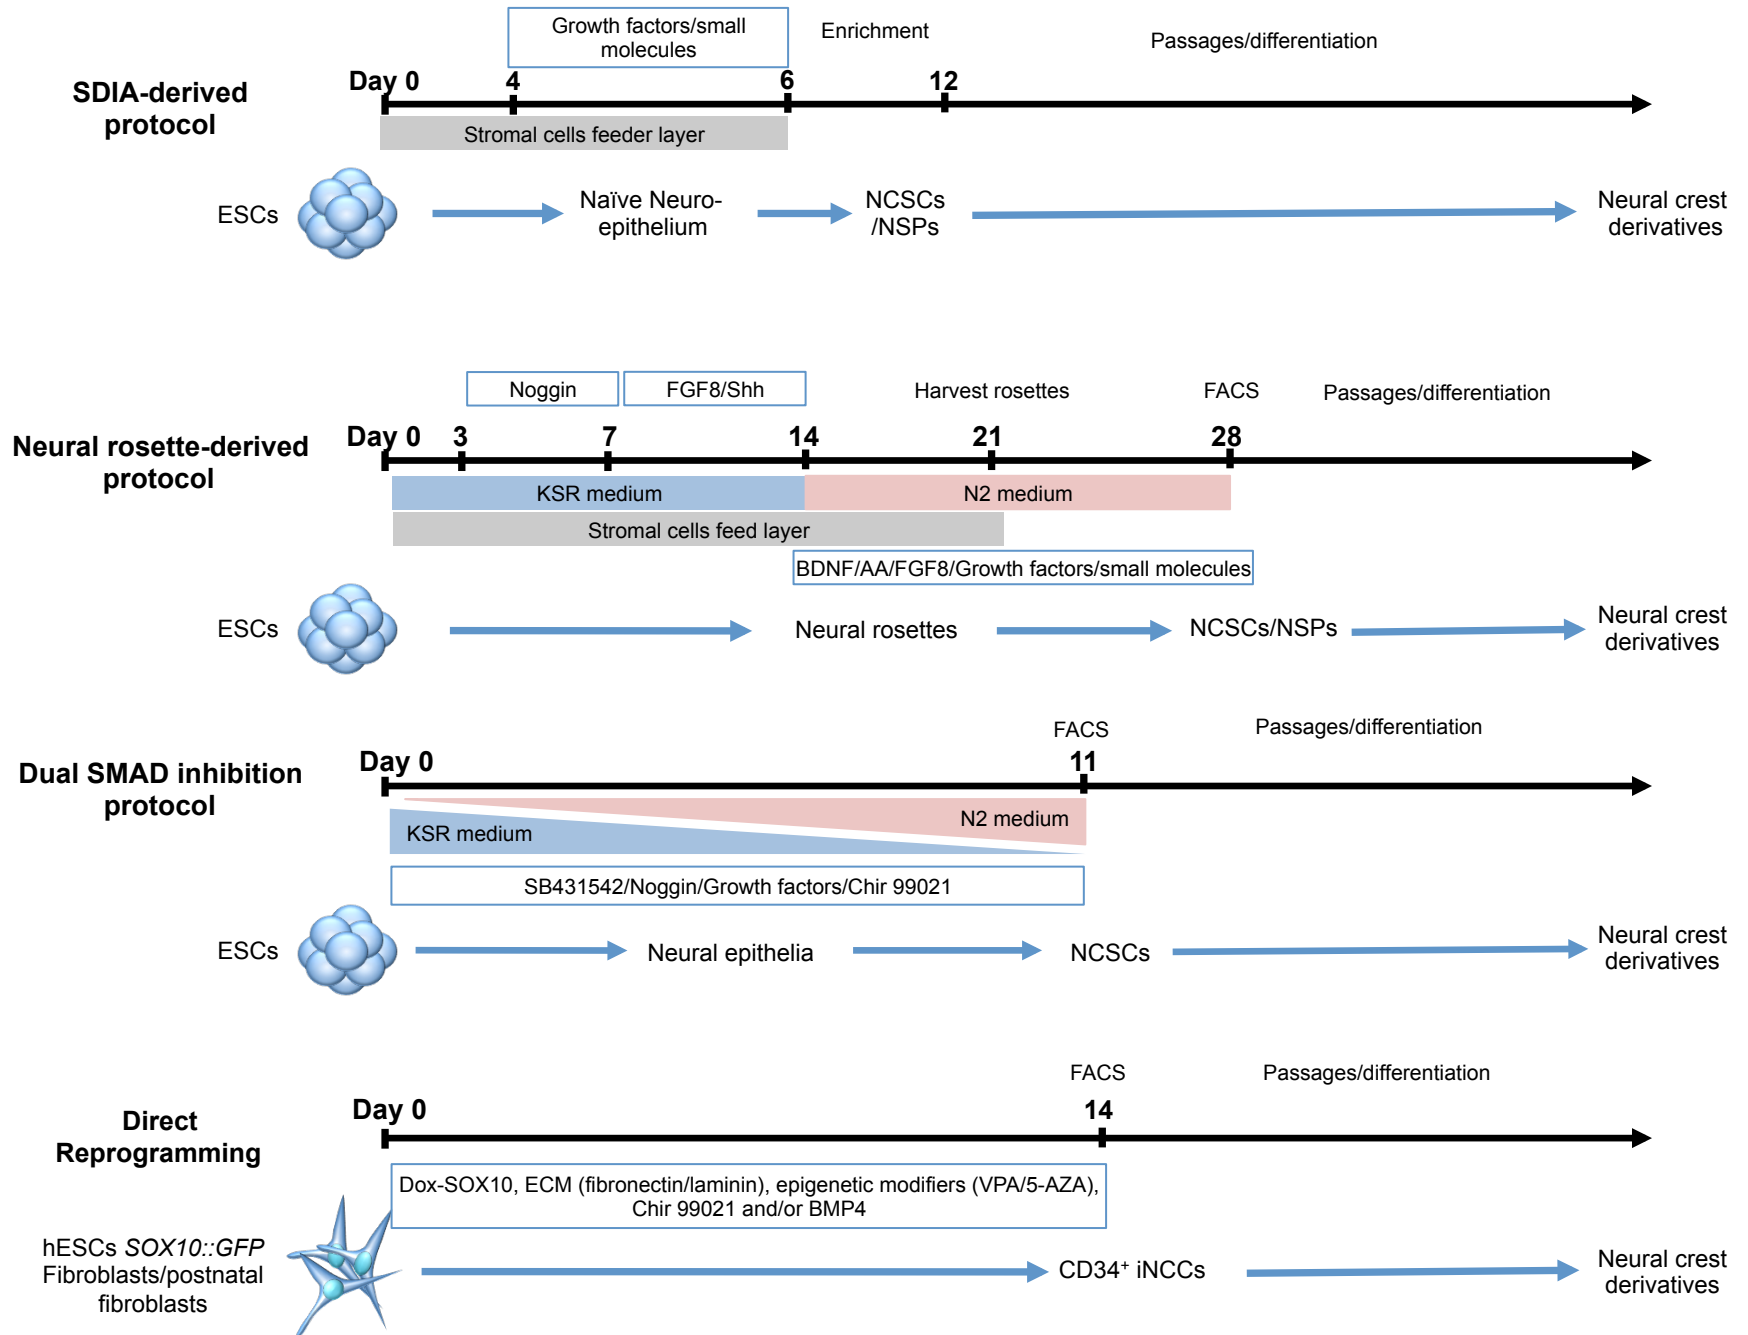 Growth factors/small
molecules
Enrichment
Passages/differentiation
Day 0
4
6
12
SDIA-derived
protocol
Stromal cells feeder layer
ESCs
Naïve Neuro-
epithelium
NCSCs
/NSPs
Neural crest
derivatives
Noggin
FGF8/Shh
Harvest rosettes
FACS
Passages/differentiation
Day 0
3
7
14
21
28
Neural rosette-derived
protocol
KSR medium
N2 medium
Stromal cells feed layer
BDNF/AA/FGF8/Growth factors/small molecules
ESCs
Neural rosettes
NCSCs/NSPs
Neural crest
derivatives
FACS
Passages/differentiation
Day 0
11
Dual SMAD inhibition
protocol
N2 medium
KSR medium
SB431542/Noggin/Growth factors/Chir 99021
ESCs
Neural epithelia
NCSCs
Neural crest
derivatives
FACS
Passages/differentiation
Day 0
14
Direct
Reprogramming
Dox-SOX10, ECM (fibronectin/laminin), epigenetic modifiers (VPA/5-AZA),
Chir 99021 and/or BMP4
hESCs SOX10::GFP
Fibroblasts/postnatal
fibroblasts
CD34⁺ iNCCs
Neural crest
derivatives